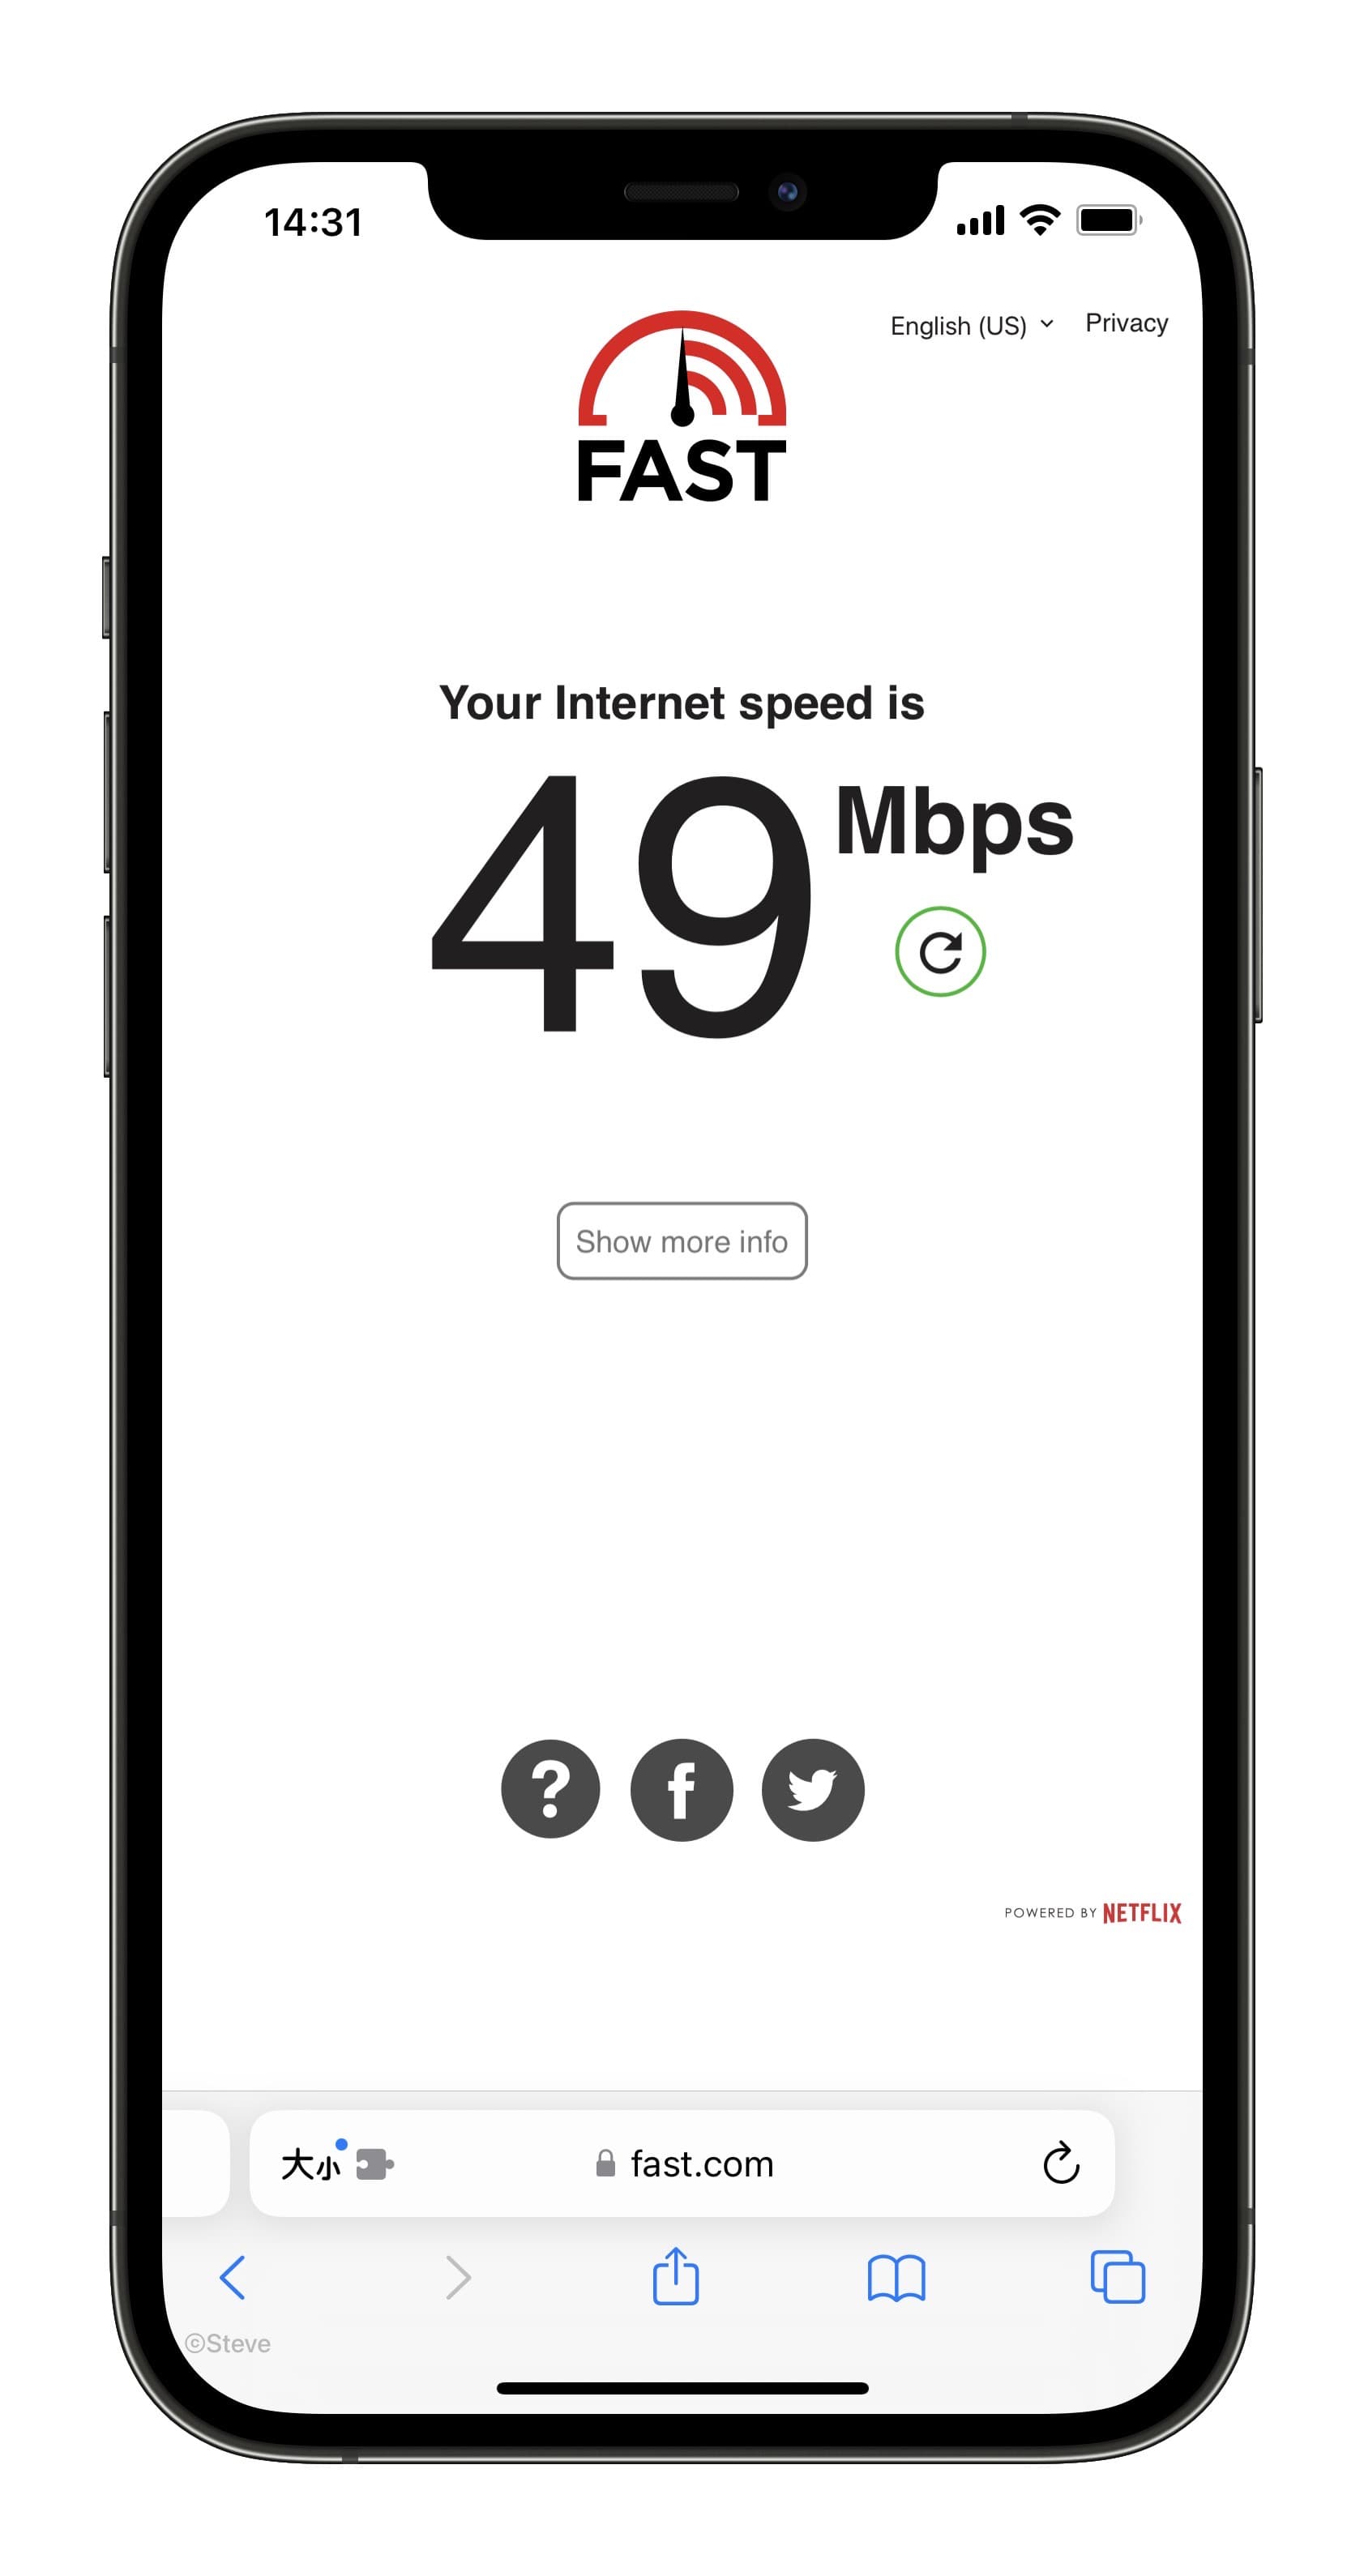 14:31
English (US) Privacy
FAST
Your Internet speed is
49 Mbps
Show more info
POWERED BY NETFLIX
大小 fast.com
©Steve